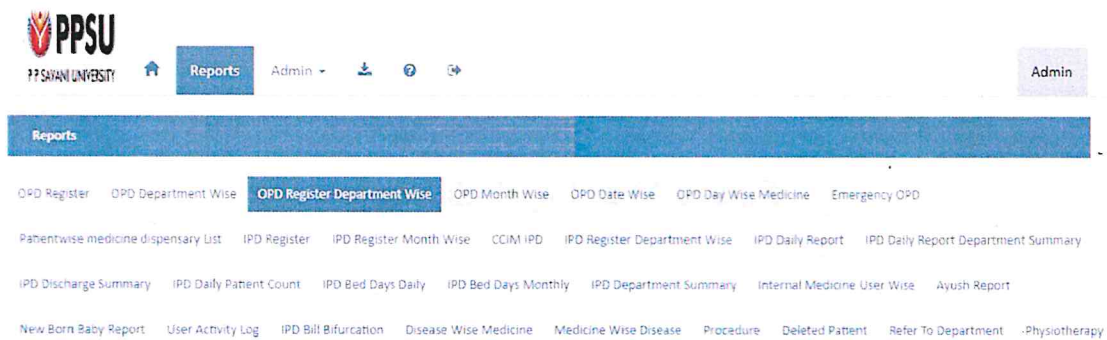 PPSU
P P SAVANI UNIVERSITY Reports Admin Admin
Reports
OPD Register OPD Department Wise OPD Register Department Wise OPD Month Wise OPD Date Wise OPD Day Wise Medicine Emergency OPD
Patientwise medicine dispensary List IPD Register IPD Register Month Wise CCIM IPD IPD Register Department Wise IPD Daily Report IPD Daily Report Department Summary
IPD Discharge Summary IPD Daily Patient Count IPD Bed Days Daily IPD Bed Days Monthly IPD Department Summary Internal Medicine User Wise Ayush Report
New Born Baby Report User Activity Log IPD Bill Bifurcation Disease Wise Medicine Medicine Wise Disease Procedure Deleted Patient Refer To Department -Physiotherapy